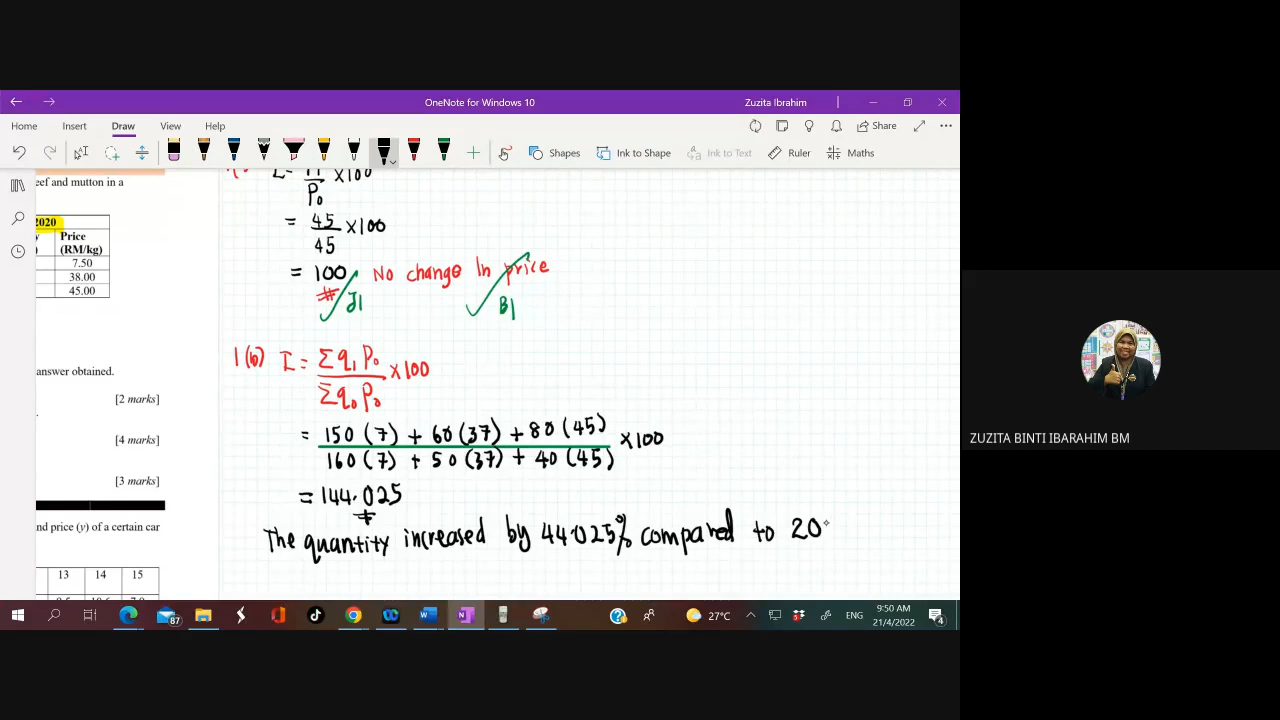 OneNote for Windows 10
Zuzita Ibrahim
Home Insert Draw View Help
Share
Shapes Ink to Shape Ink to Text Ruler Maths
eef and mutton in a
2020
Price
(RM/kg)
7.50
38.00
45.00
answer obtained.
[2 marks]
[4 marks]
[3 marks]
nd price (y) of a certain car
13 14 15
P₀ ×100
= 45/45 ×100
= 100 No change in price
J1 B1
1(b) I = Σq₁P₀/Σq₀P₀ ×100
= 150(7) + 60(37) + 80(45) / 160(7) + 50(37) + 40(45) ×100
= 144.025
The quantity increased by 44.025% compared to 20
ZUZITA BINTI IBARAHIM BM
87
27°C
5
ENG
9:50 AM
21/4/2022
4